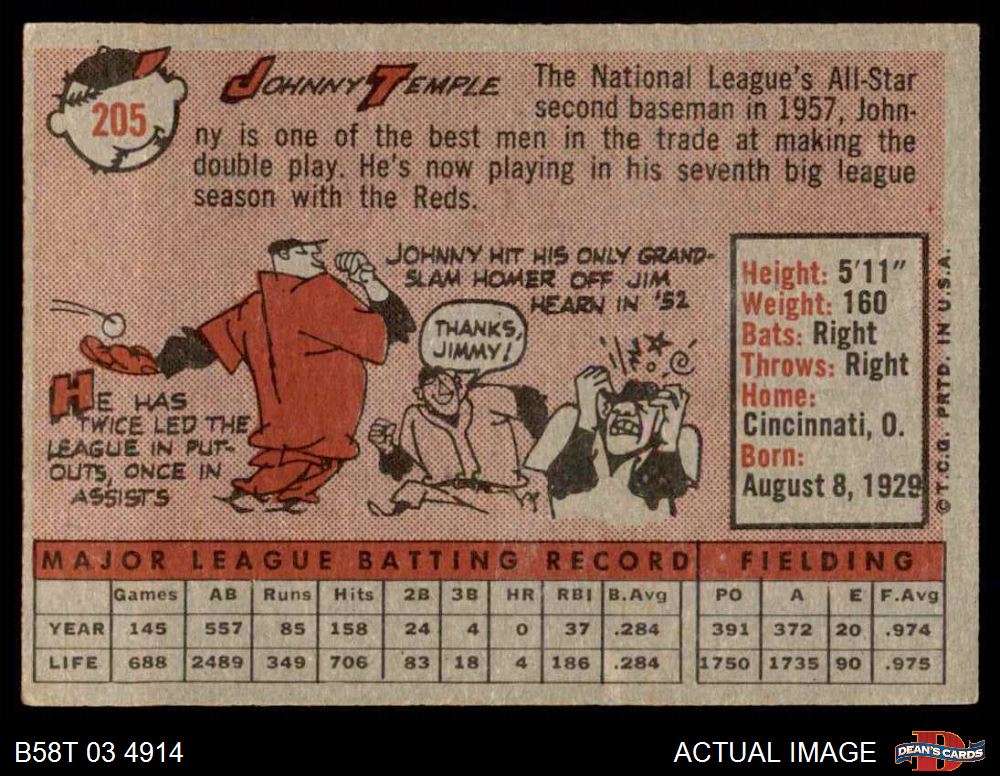 205
JOHNNY TEMPLE
The National League's All-Star
second baseman in 1957, John-
ny is one of the best men in the trade at making the
double play. He's now playing in his seventh big league
season with the Reds.
JOHNNY HIT HIS ONLY GRAND-
SLAM HOMER OFF JIM
HEARN IN '52
THANKS,
JIMMY!
HE HAS
TWICE LED THE
LEAGUE IN PUT-
OUTS, ONCE IN
ASSISTS
Height: 5'11"
Weight: 160
Bats: Right
Throws: Right
Home:
Cincinnati, O.
Born:
August 8, 1929
© T.C.G. PRTD. IN U.S.A.
MAJOR LEAGUE BATTING RECORD FIELDING
Games AB Runs Hits 2B 3B HR RBI B.Avg PO A E F.Avg
YEAR 145 557 85 158 24 4 0 37 .284 391 372 20 .974
LIFE 688 2489 349 706 83 18 4 186 .284 1750 1735 90 .975
B58T 03 4914
ACTUAL IMAGE
DEAN'S CARDS